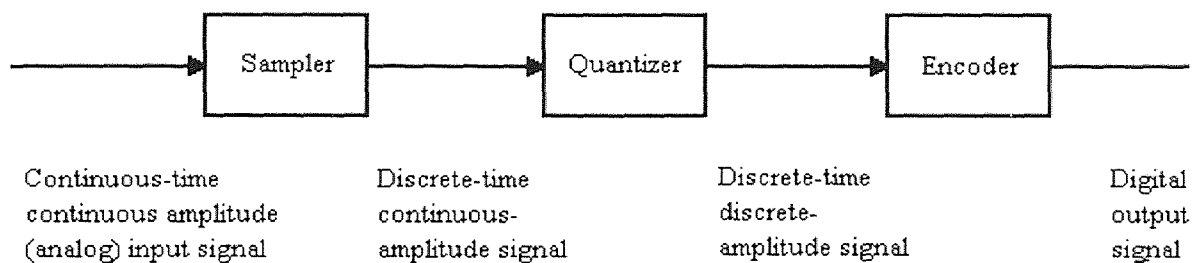 Sampler
Quantizer
Encoder
Continuous-time
continuous amplitude
(analog) input signal
Discrete-time
continuous-
amplitude signal
Discrete-time
discrete-
amplitude signal
Digital
output
signal